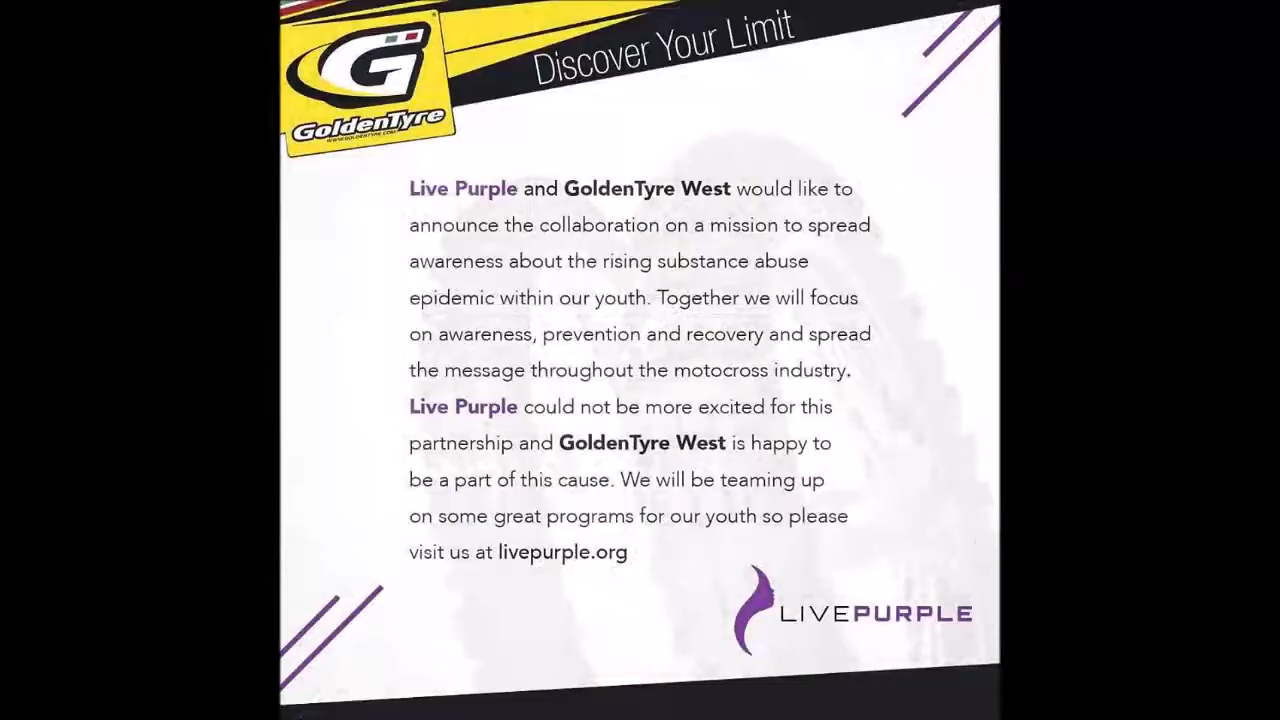 Discover Your Limit
G
GoldenTyre
WWW.GOLDENTYRE.COM
Live Purple and GoldenTyre West would like to
announce the collaboration on a mission to spread
awareness about the rising substance abuse
epidemic within our youth. Together we will focus
on awareness, prevention and recovery and spread
the message throughout the motocross industry.
Live Purple could not be more excited for this
partnership and GoldenTyre West is happy to
be a part of this cause. We will be teaming up
on some great programs for our youth so please
visit us at livepurple.org
LIVEPURPLE